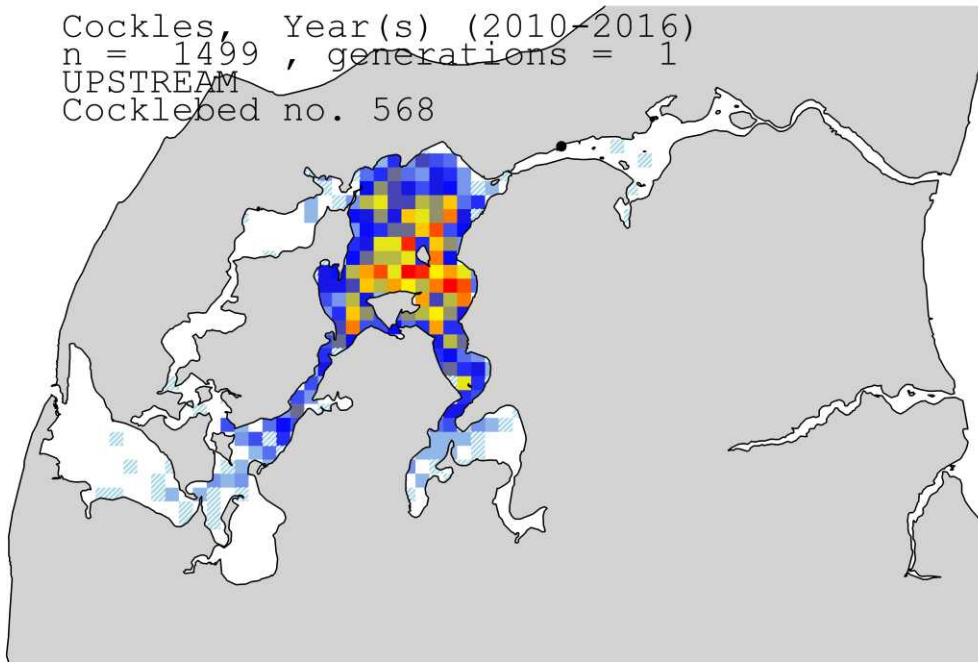 Cockles, Year(s) (2010-2016)
n = 1499 , generations = 1
UPSTREAM
Cocklebed no. 568